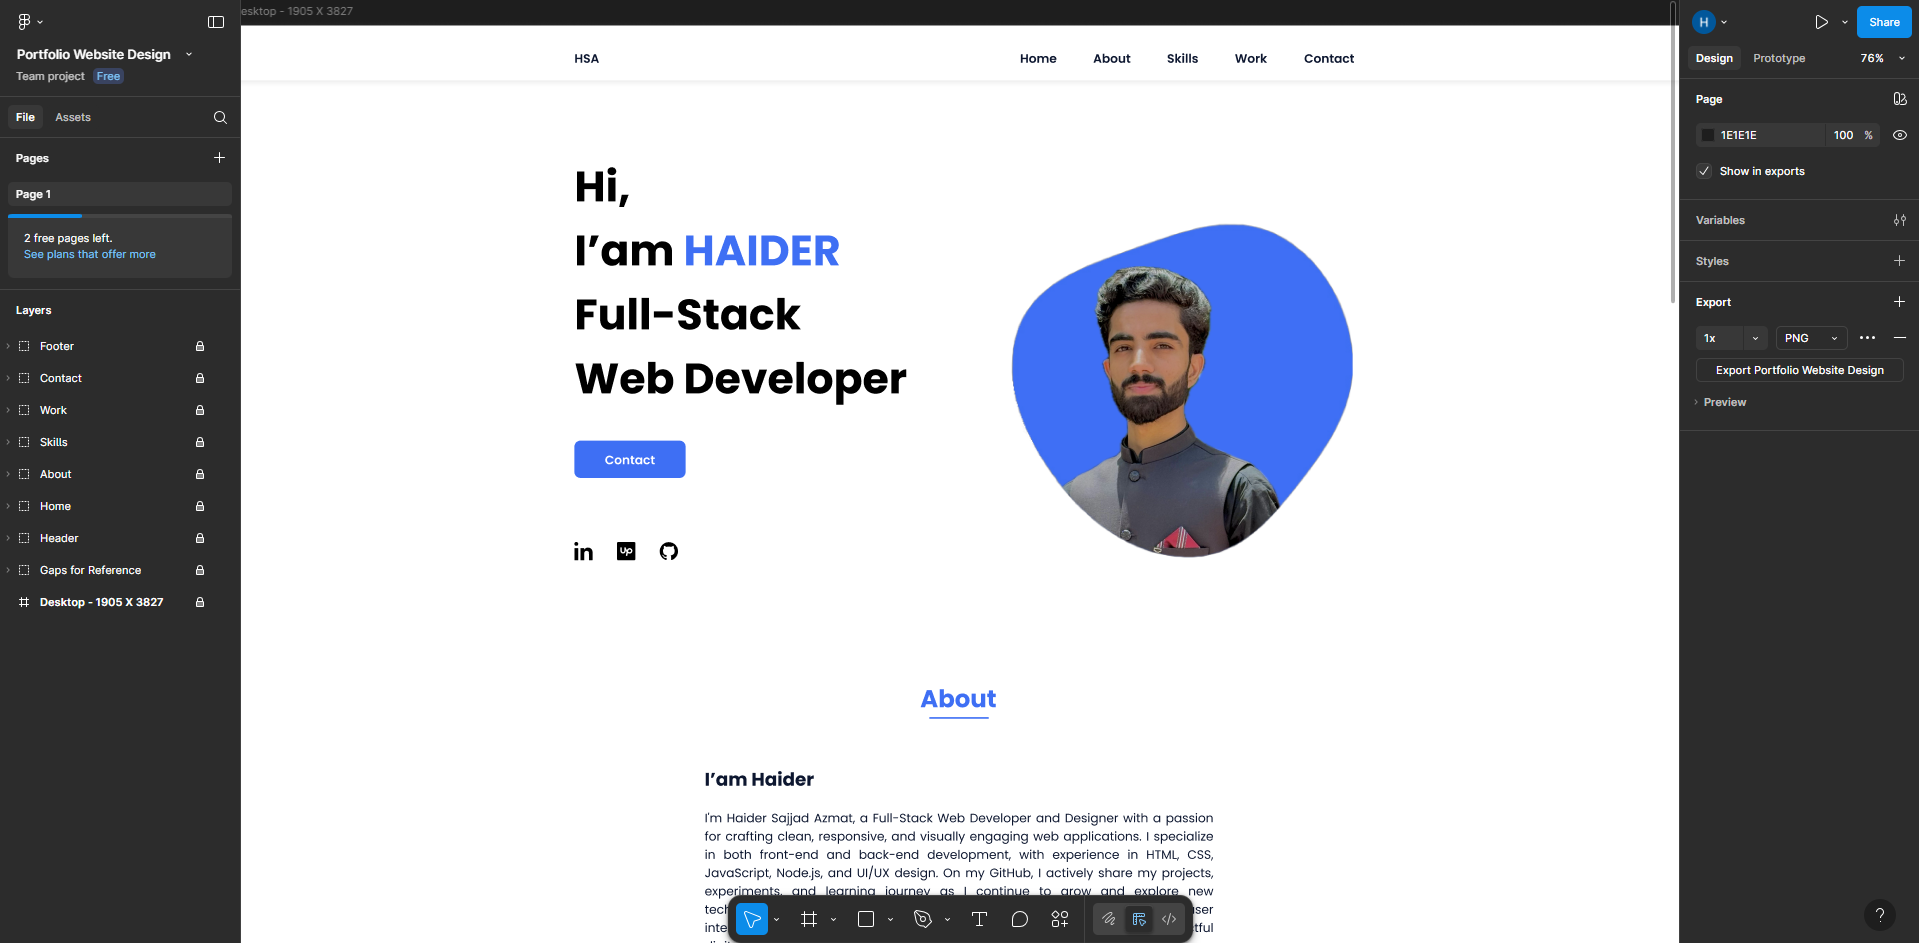 Portfolio Website Design
Team project Free
File Assets
Pages
Page 1
2 free pages left.
See plans that offer more
Layers
Footer
Contact
Work
Skills
About
Home
Header
Gaps for Reference
Desktop - 1905 X 3827
esktop - 1905 X 3827
HSA Home About Skills Work Contact
Hi,
I’am HAIDER
Full-Stack
Web Developer
Contact
in Up
About
I’am Haider
I'm Haider Sajjad Azmat, a Full-Stack Web Developer and Designer with a passion
for crafting clean, responsive, and visually engaging web applications. I specialize
in both front-end and back-end development, with experience in HTML, CSS,
JavaScript, Node.js, and UI/UX design. On my GitHub, I actively share my projects,
experiments, and learning journey as I continue to grow and explore new
H
Share
Design Prototype 76%
Page
1E1E1E 100 %
Show in exports
Variables
Styles
Export
1x PNG
Export Portfolio Website Design
Preview
?